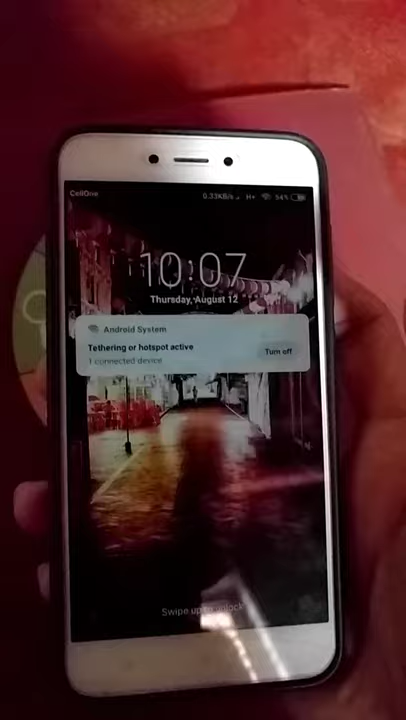 CellOne
0.33KB/s H+ 54%
10:07
Thursday, August 12
Android System
Tethering or hotspot active
Turn off
1 connected device
Swipe up to unlock